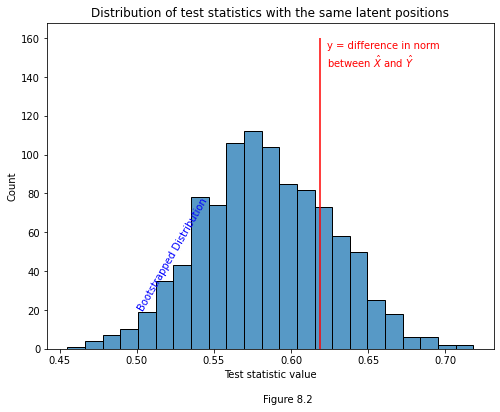 Distribution of test statistics with the same latent positions
160
140
120
100
80
60
40
20
0
Count
y = difference in norm
between X̂ and Ŷ
Bootstrapped Distribution
0.45 0.50 0.55 0.60 0.65 0.70
Test statistic value
Figure 8.2